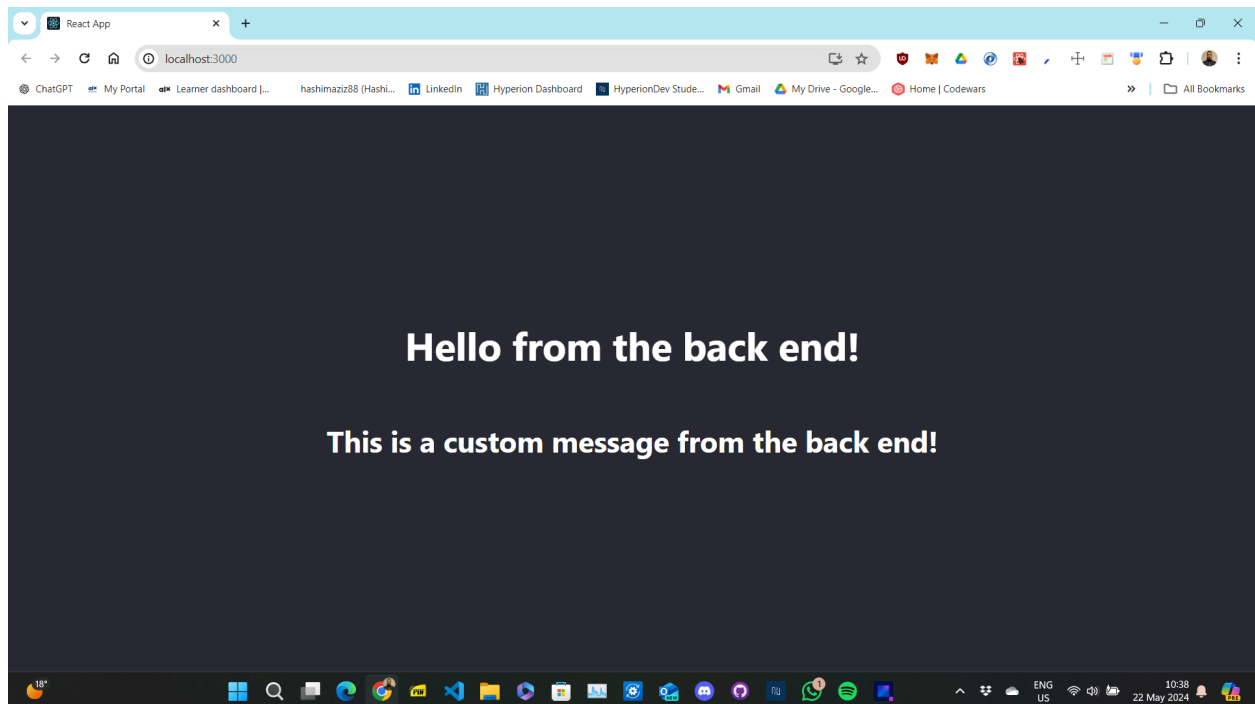 React App
localhost:3000
ChatGPT My Portal Learner dashboard |... hashimaziz88 (Hashi... LinkedIn Hyperion Dashboard HyperionDev Stude... Gmail My Drive - Google... Home | Codewars » All Bookmarks
Hello from the back end!
This is a custom message from the back end!
18°
ENG 10:38
US 22 May 2024